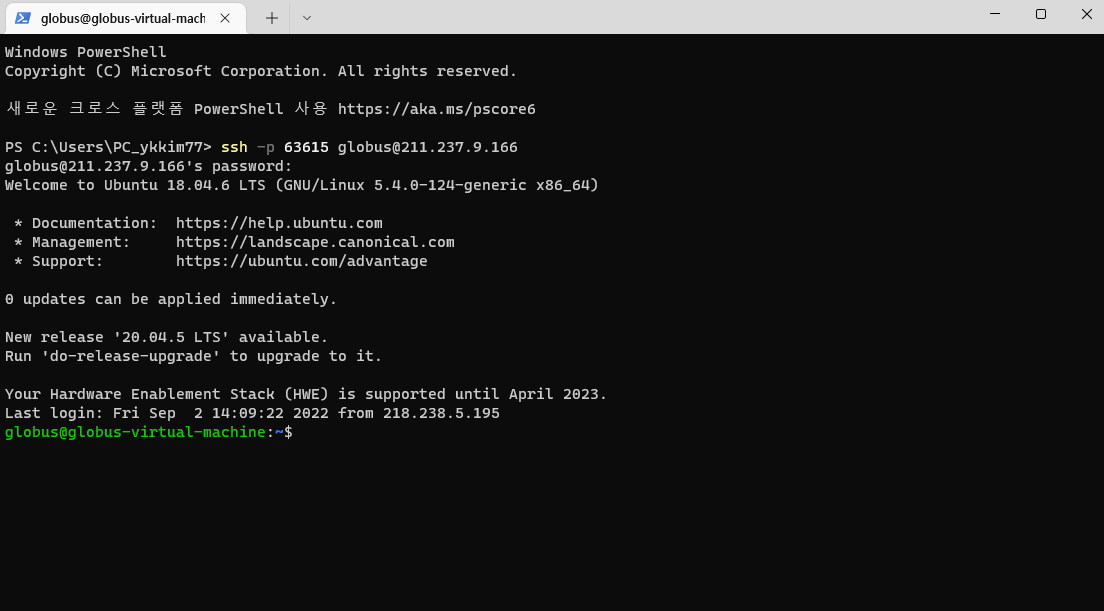 globus@globus-virtual-mach
Windows PowerShell
Copyright (C) Microsoft Corporation. All rights reserved.
새로운 크로스 플랫폼 PowerShell 사용 https://aka.ms/pscore6
PS C:\Users\PC_ykkim77> ssh -p 63615 globus@211.237.9.166
globus@211.237.9.166's password:
Welcome to Ubuntu 18.04.6 LTS (GNU/Linux 5.4.0-124-generic x86_64)
* Documentation:  https://help.ubuntu.com
* Management:     https://landscape.canonical.com
* Support:        https://ubuntu.com/advantage
0 updates can be applied immediately.
New release '20.04.5 LTS' available.
Run 'do-release-upgrade' to upgrade to it.
Your Hardware Enablement Stack (HWE) is supported until April 2023.
Last login: Fri Sep  2 14:09:22 2022 from 218.238.5.195
globus@globus-virtual-machine:~$